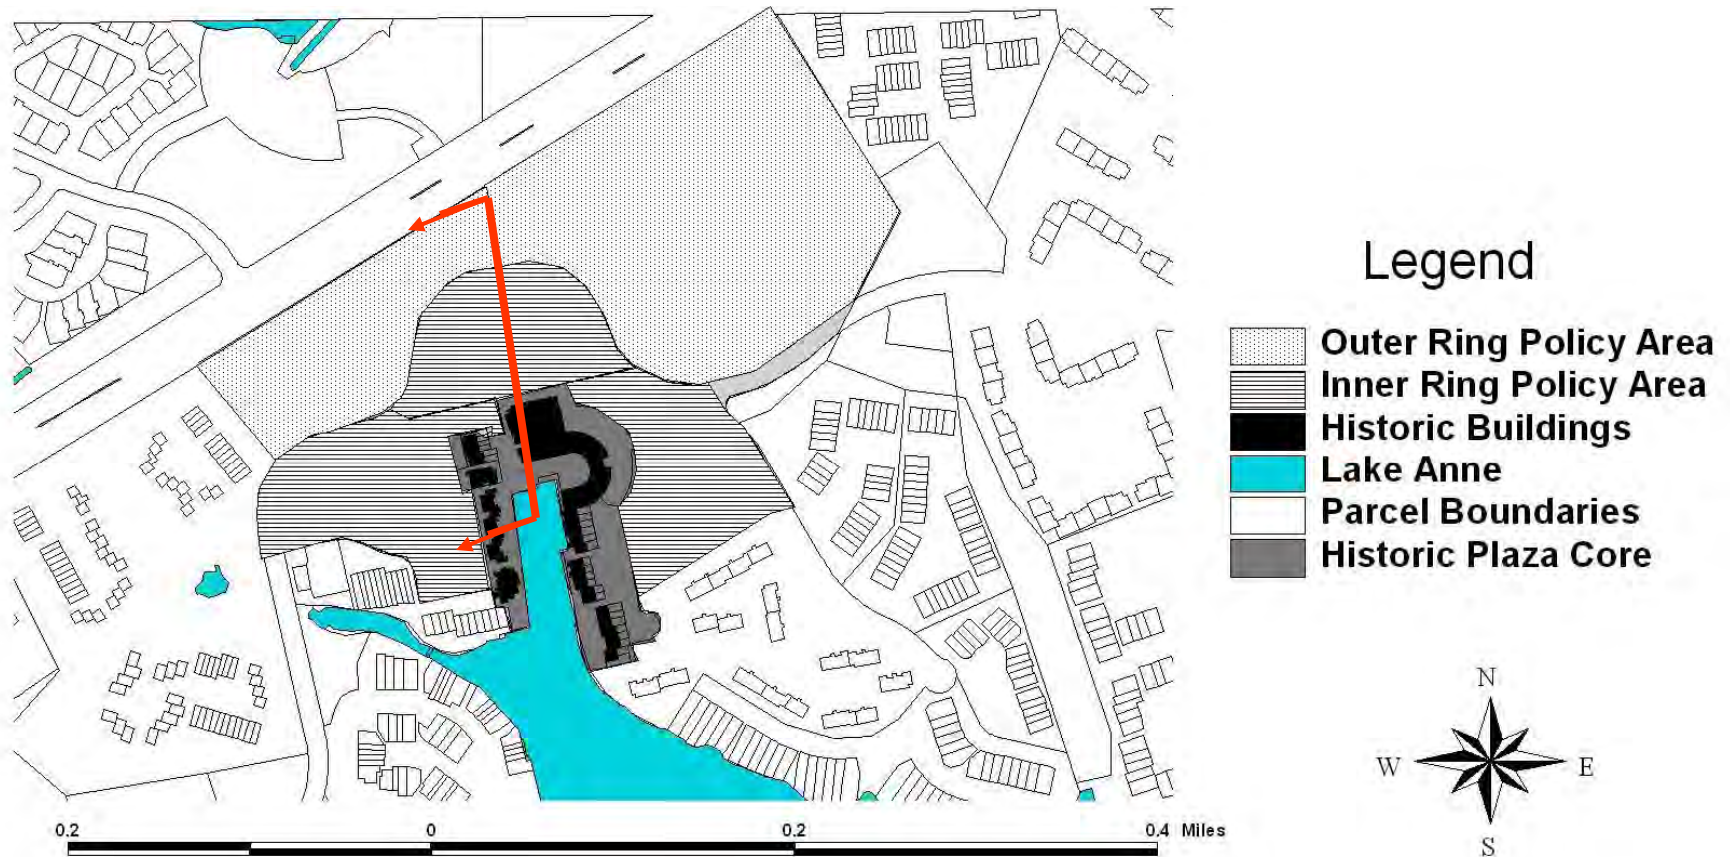 Legend
Outer Ring Policy Area
Inner Ring Policy Area
Historic Buildings
Lake Anne
Parcel Boundaries
Historic Plaza Core
N
W E
S
0.2 0 0.2 0.4 Miles